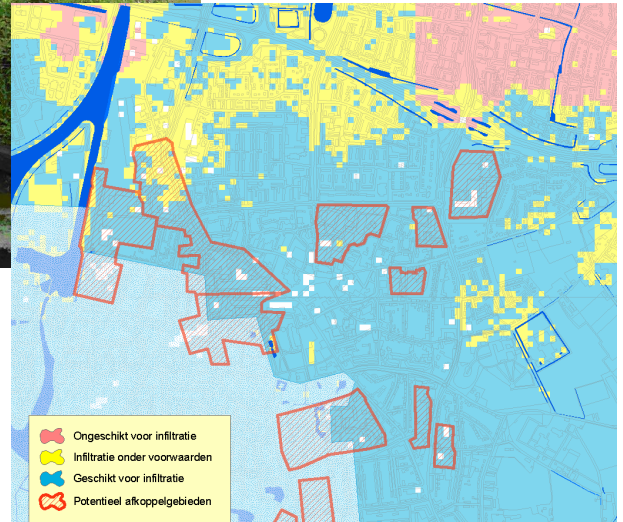 Ongeschikt voor infiltratie
Infiltratie onder voorwaarden
Geschikt voor infiltratie
Potentieel afkoppelgebieden